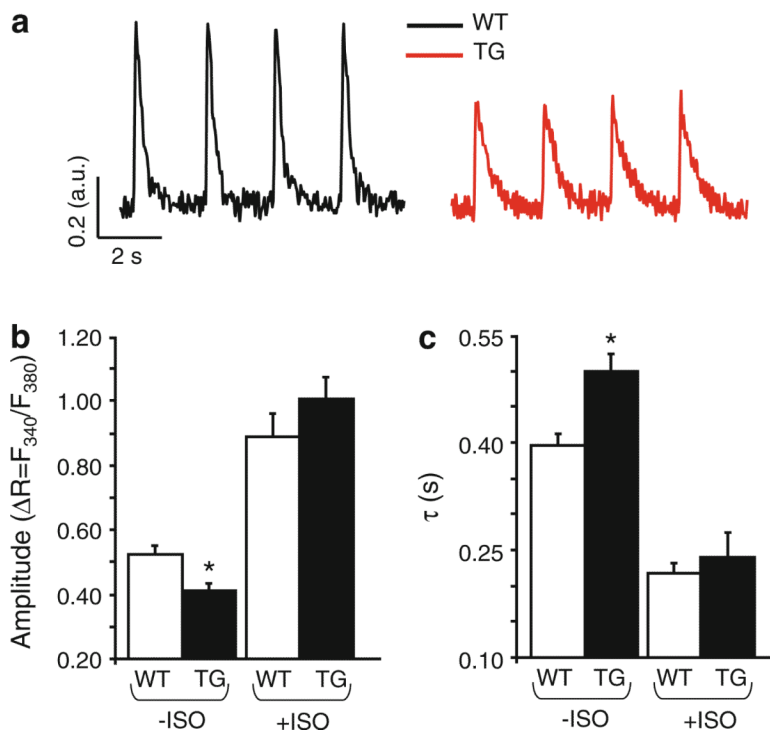 a
WT
TG
0.2 (a.u.)
2 s
b
Amplitude (ΔR=F340/F380)
1.20
1.00
0.80
0.60
0.40
0.20
*
WT TG WT TG
-ISO +ISO
c
τ (s)
0.55
0.40
0.25
0.10
*
WT TG WT TG
-ISO +ISO